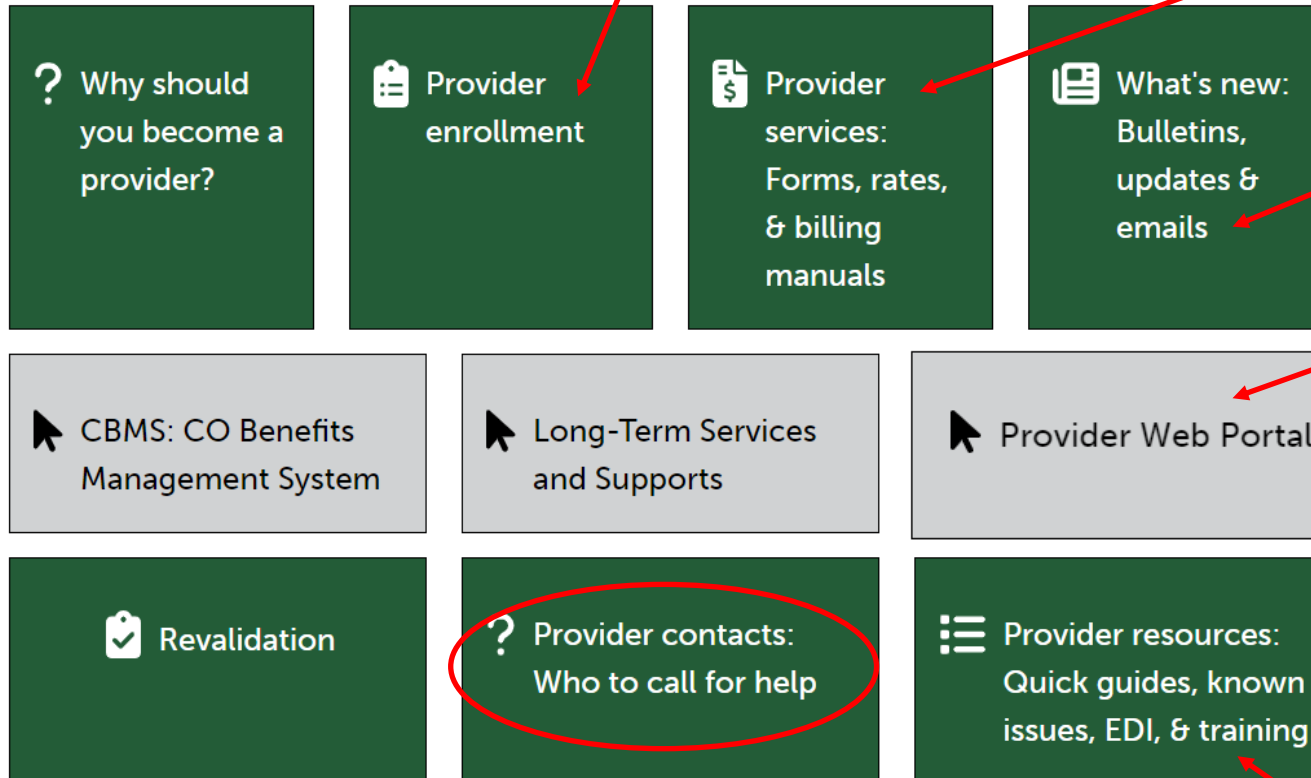 Why should
you become a
provider?
Provider
enrollment
Provider
services:
Forms, rates,
& billing
manuals
What's new:
Bulletins,
updates &
emails
CBMS: CO Benefits
Management System
Long-Term Services
and Supports
Provider Web Portal
Revalidation
Provider contacts:
Who to call for help
Provider resources:
Quick guides, known
issues, EDI, & training